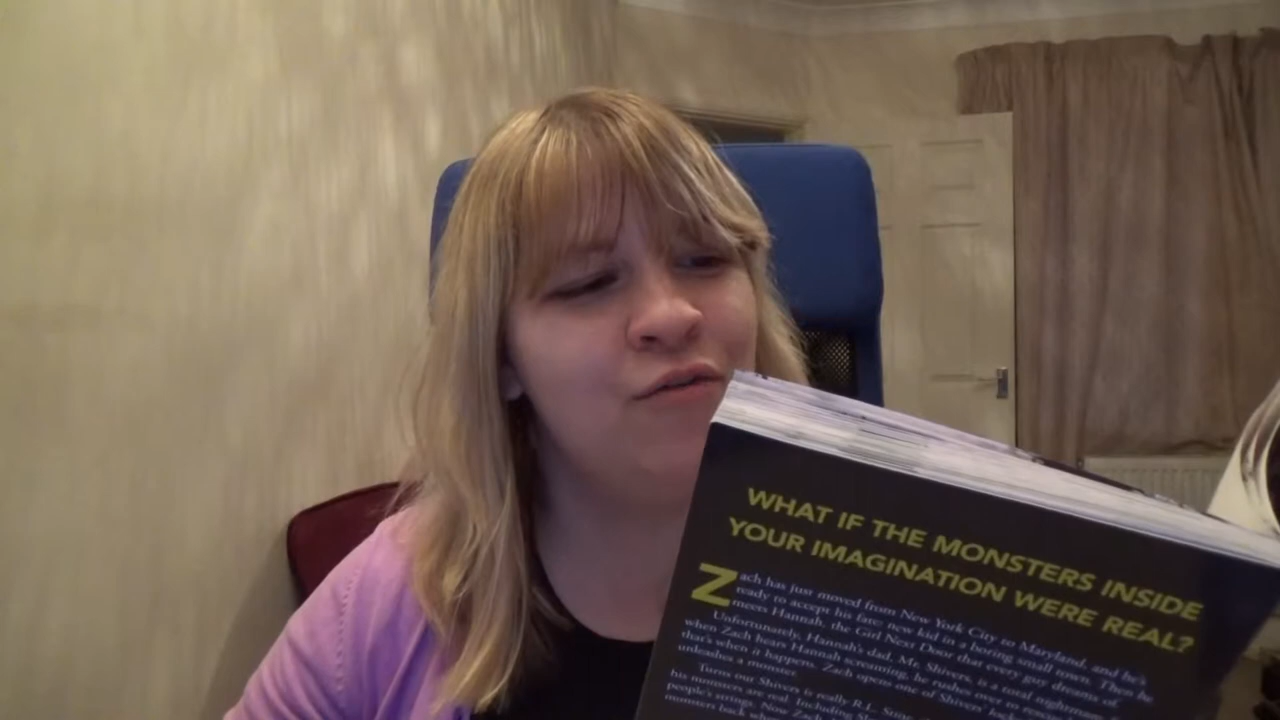 WHAT IF THE MONSTERS INSIDE
YOUR IMAGINATION WERE REAL?
Zach has just moved from New York City to Maryland, and he's
ready to accept his fate: new kid in a boring small town. Then he
meets Hannah, the Girl Next Door that every guy dreams of.
Unfortunately, Hannah's dad, Mr. Shivers, is a total nightmare.
when Zach hears Hannah screaming, he rushes over to
that's when it happens. Zach opens one of Shivers'
unleashes a monster.
Turns out Shivers is really R.L. Stine,
his monsters are real. Including
people's strings. Now Zach
monsters back